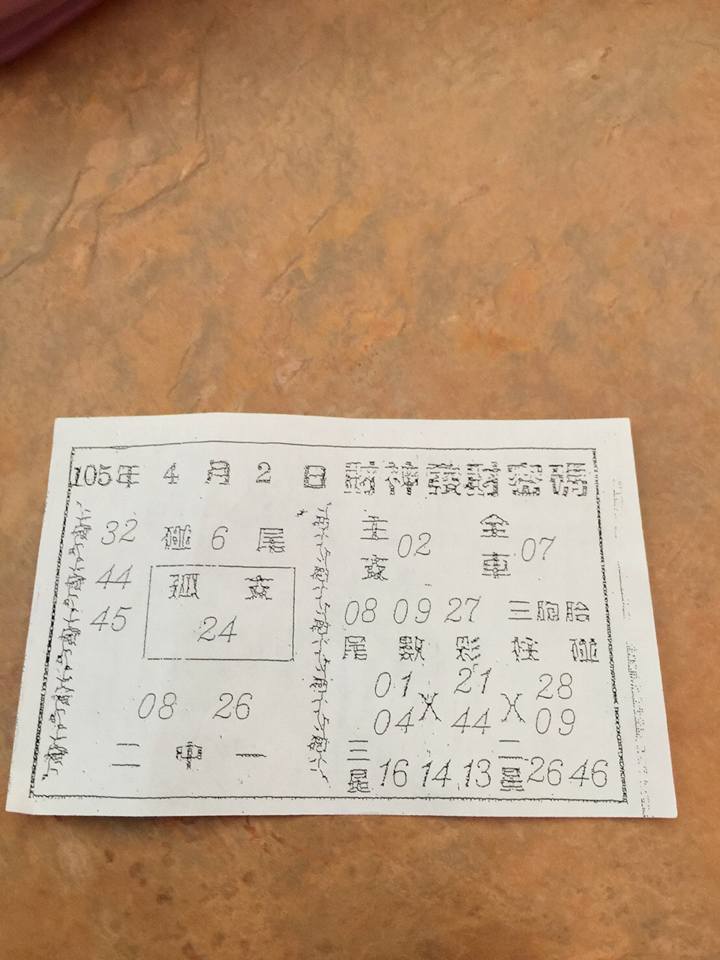 105年 4 月 2 日 財神發財密碼
32 碰 6 尾
44
45
孤支
24
08 26
二中一
主支 02 全車 07
08 09 27 三胞胎
尾數 柱碰
01 X 21 X 28
04 44 09
三星 16 14 13 二星 26 46